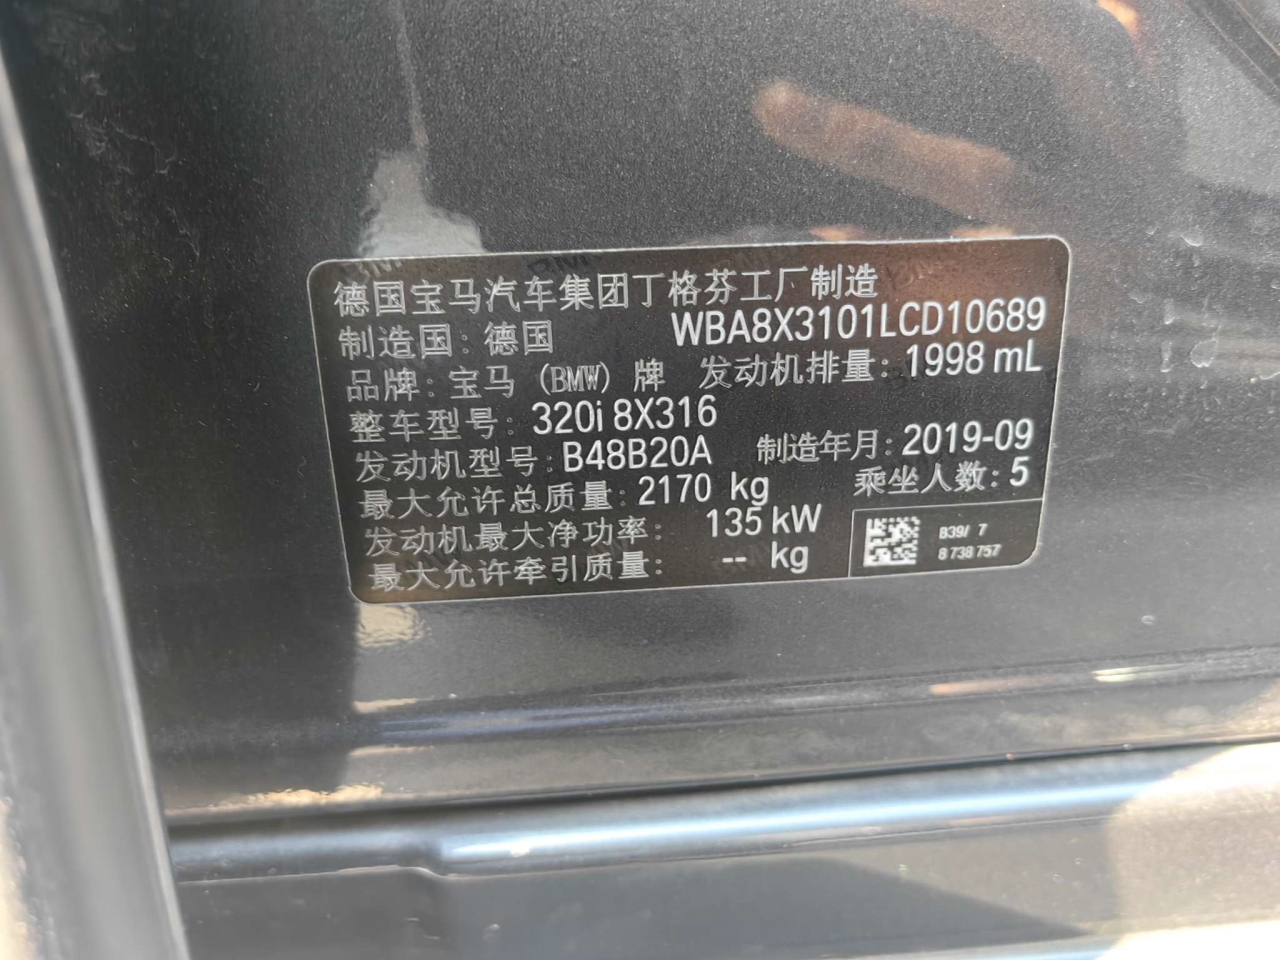 德国宝马汽车集团丁格芬工厂制造
制造国: 德国 WBA8X3101LCD10689
品牌: 宝马 (BMW) 牌 发动机排量: 1998 mL
整车型号: 320i 8X316
发动机型号: B48B20A 制造年月: 2019-09
最大允许总质量: 2170 kg 乘坐人数: 5
发动机最大净功率: 135 kW
最大允许牵引质量: -- kg
B39/ 7
8 738 757